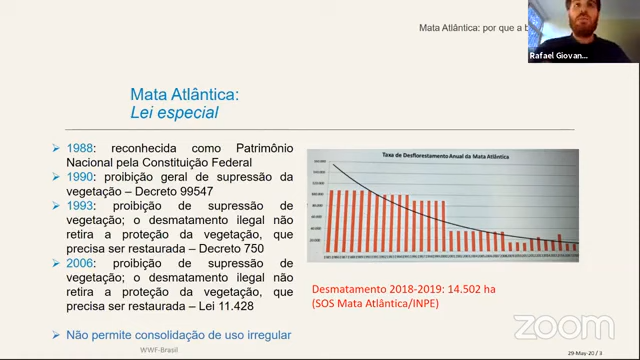 Mata Atlântica: por que a b
Rafael Giovan...
Mata Atlântica:
Lei especial
➢ 1988: reconhecida como Patrimônio
Nacional pela Constituição Federal
➢ 1990: proibição geral de supressão da
vegetação – Decreto 99547
➢ 1993: proibição de supressão de
vegetação; o desmatamento ilegal não
retira a proteção da vegetação, que
precisa ser restaurada – Decreto 750
➢ 2006: proibição de supressão de
vegetação; o desmatamento ilegal não
retira a proteção da vegetação, que
precisa ser restaurada – Lei 11.428
➢ Não permite consolidação de uso irregular
Taxa de Desflorestamento Anual da Mata Atlântica
Desmatamento 2018-2019: 14.502 ha
(SOS Mata Atlântica/INPE)
zoom
WWF-Brasil
29-May-20 / 3